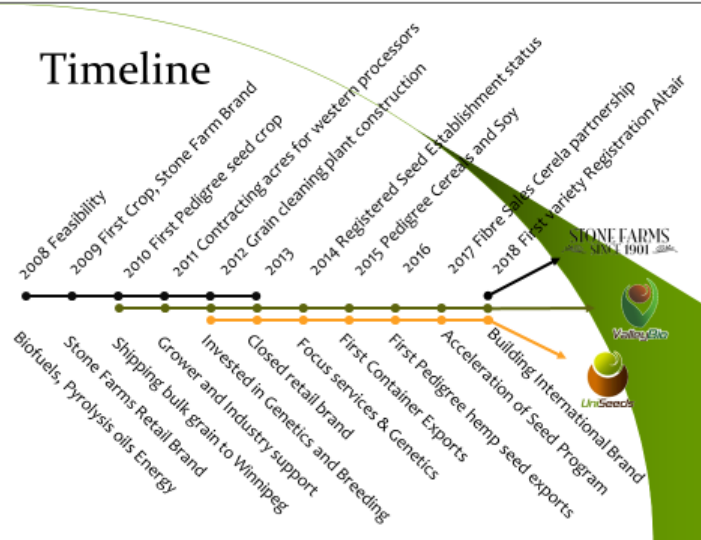 Timeline
2008 Feasibility
2009 First Crop, Stone Farm Brand
2010 First Pedigree seed crop
2011 Contracting acres for western processors
2012 Grain cleaning plant construction
2013
2014 Registered Seed Establishment status
2015 Pedigree Cereals and Soy
2016
2017 Fibre Sales Cerela partnership
2018 First variety Registration Altair
STONE FARMS
SINCE 1901
ValleyBio
UniSeeds
Biofuels, Pyrolysis oils Energy
Stone Farms Retail Brand
Shipping bulk grain to Winnipeg
Grower and Industry support
Invested in Genetics and Breeding
Closed retail brand
Focus services & Genetics
First Container Exports
First Pedigree hemp seed exports
Acceleration of Seed Program
Building International Brand